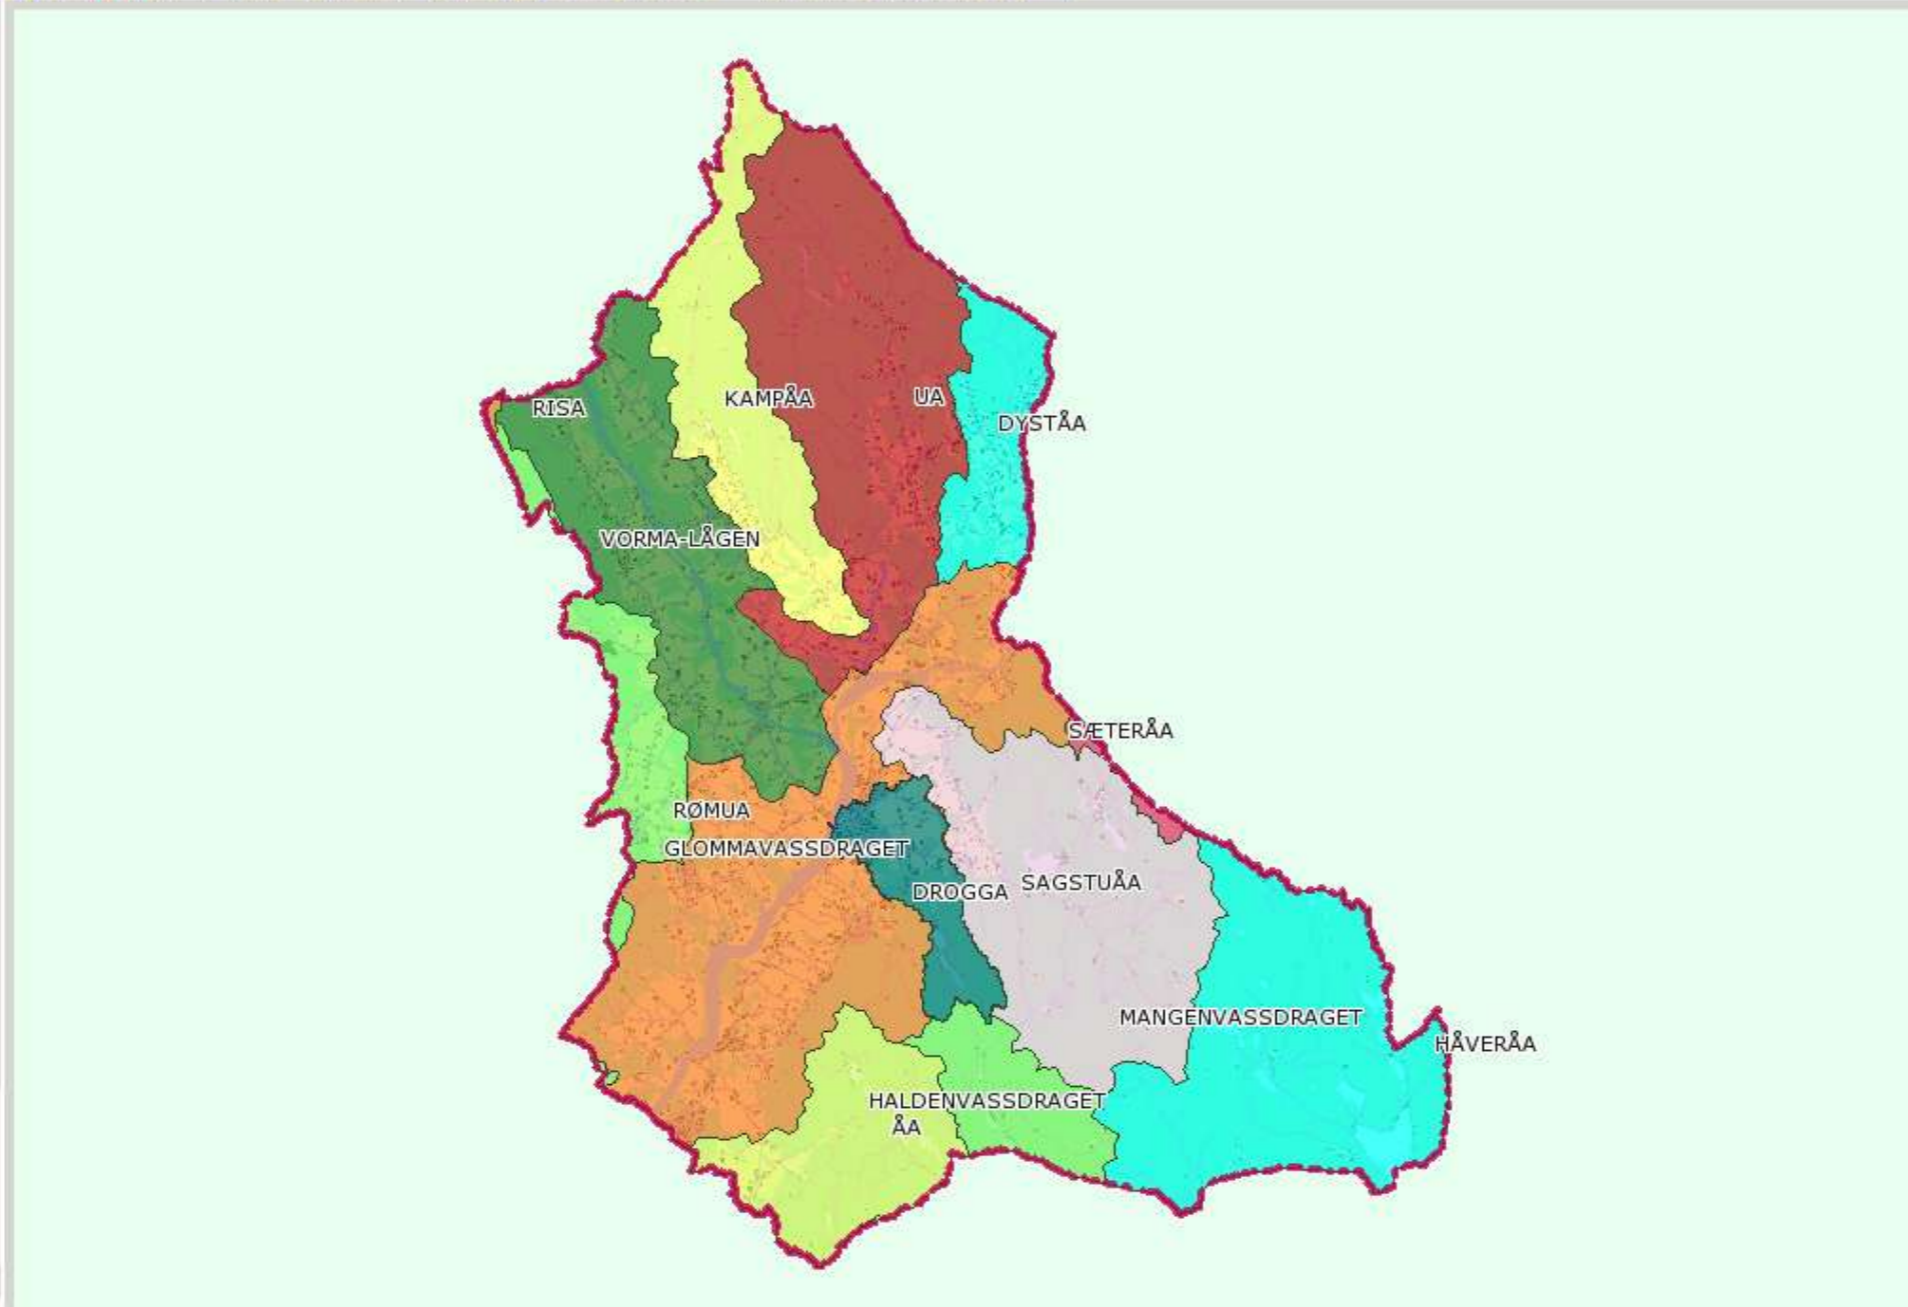 KAMPÅA
UA
RISA
DYSTÅA
VORMA-LÅGEN
SÆTERÅA
RØMUA
GLOMMAVASSDRAGET
SAGSTUÅA
DROGGA
MANGENVASSDRAGET
HÅVERÅA
HALDENVASSDRAGET
ÅA